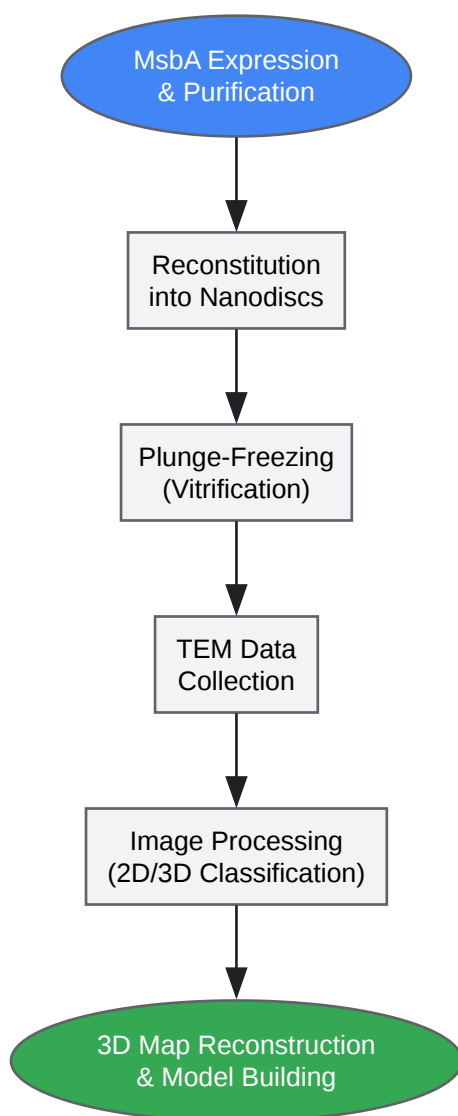 MsbA Expression
& Purification
Reconstitution
into Nanodiscs
Plunge-Freezing
(Vitrification)
TEM Data
Collection
Image Processing
(2D/3D Classification)
3D Map Reconstruction
& Model Building